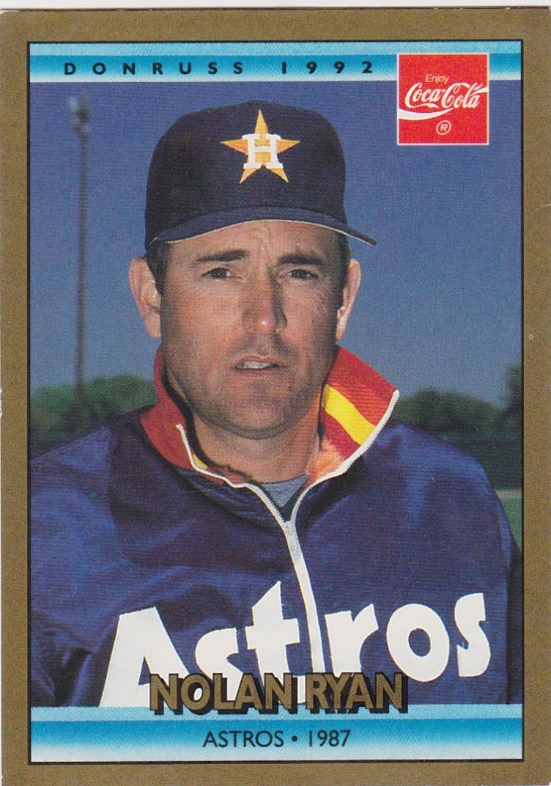 DONRUSS 1992
Enjoy
Coca-Cola
®
H
Astros
NOLAN RYAN
ASTROS • 1987